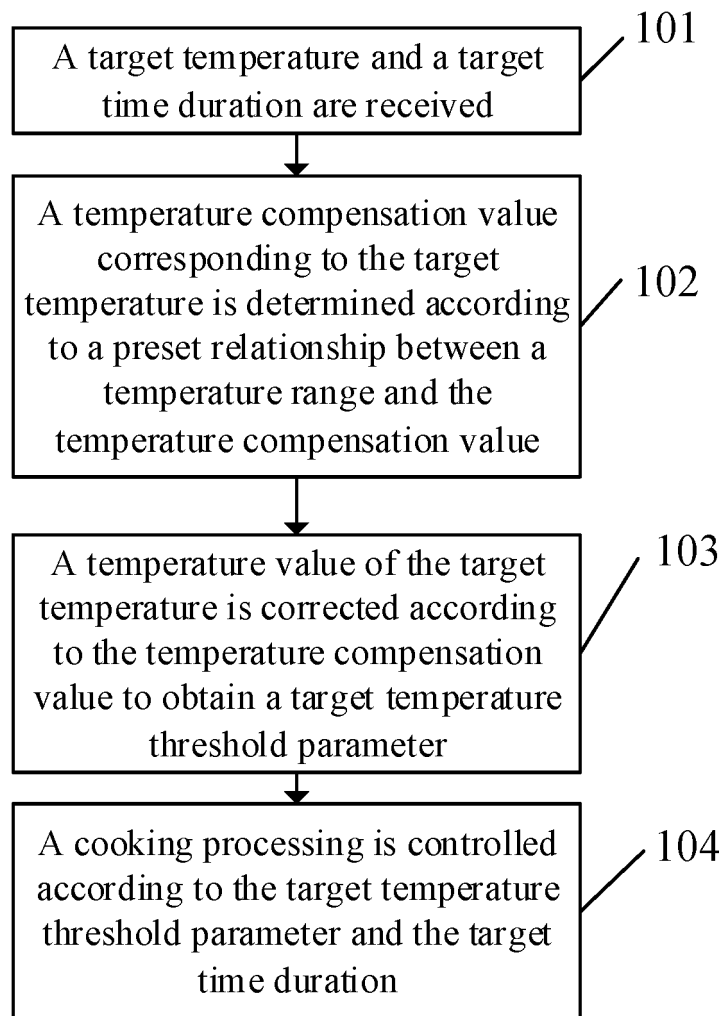 A target temperature and a target
time duration are received
101
A temperature compensation value
corresponding to the target
temperature is determined according
to a preset relationship between a
temperature range and the
temperature compensation value
102
A temperature value of the target
temperature is corrected according
to the temperature compensation
value to obtain a target temperature
threshold parameter
103
A cooking processing is controlled
according to the target temperature
threshold parameter and the target
time duration
104